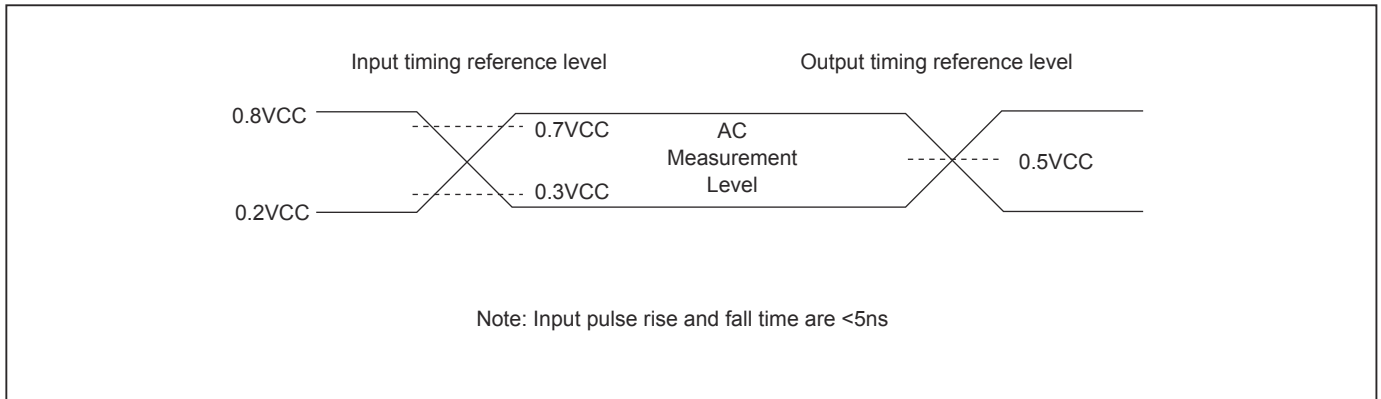 Input timing reference level
Output timing reference level
0.8VCC
0.7VCC
AC
Measurement
Level
0.5VCC
0.3VCC
0.2VCC
Note: Input pulse rise and fall time are <5ns